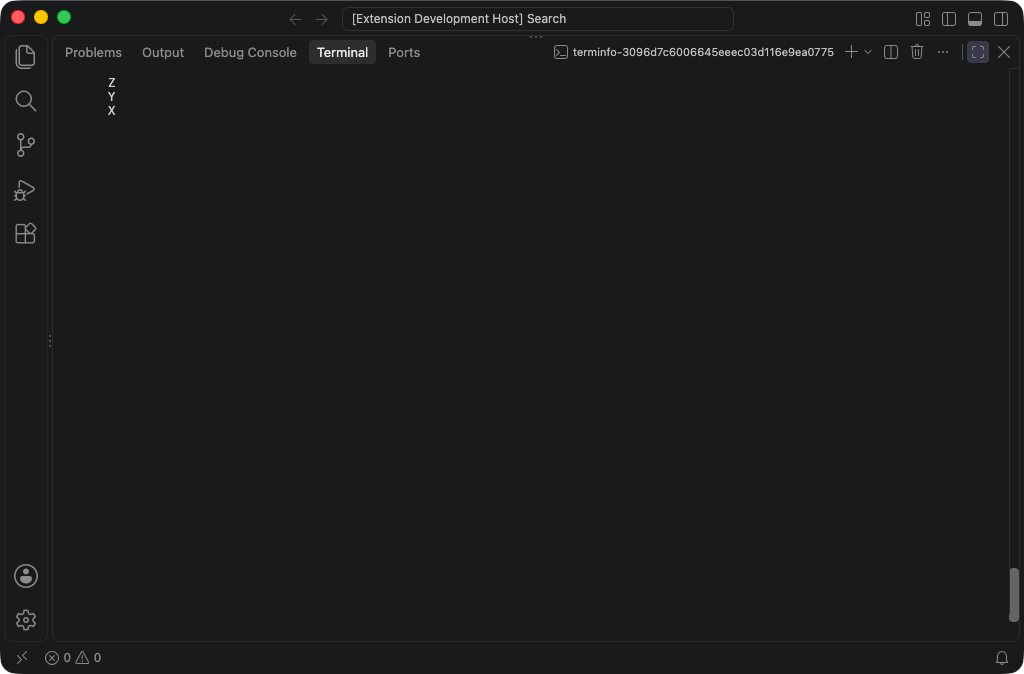 [Extension Development Host] Search
Problems Output Debug Console Terminal Ports terminfo-3096d7c6006645eeec03d116e9ea0775
Z
Y
X
0 0